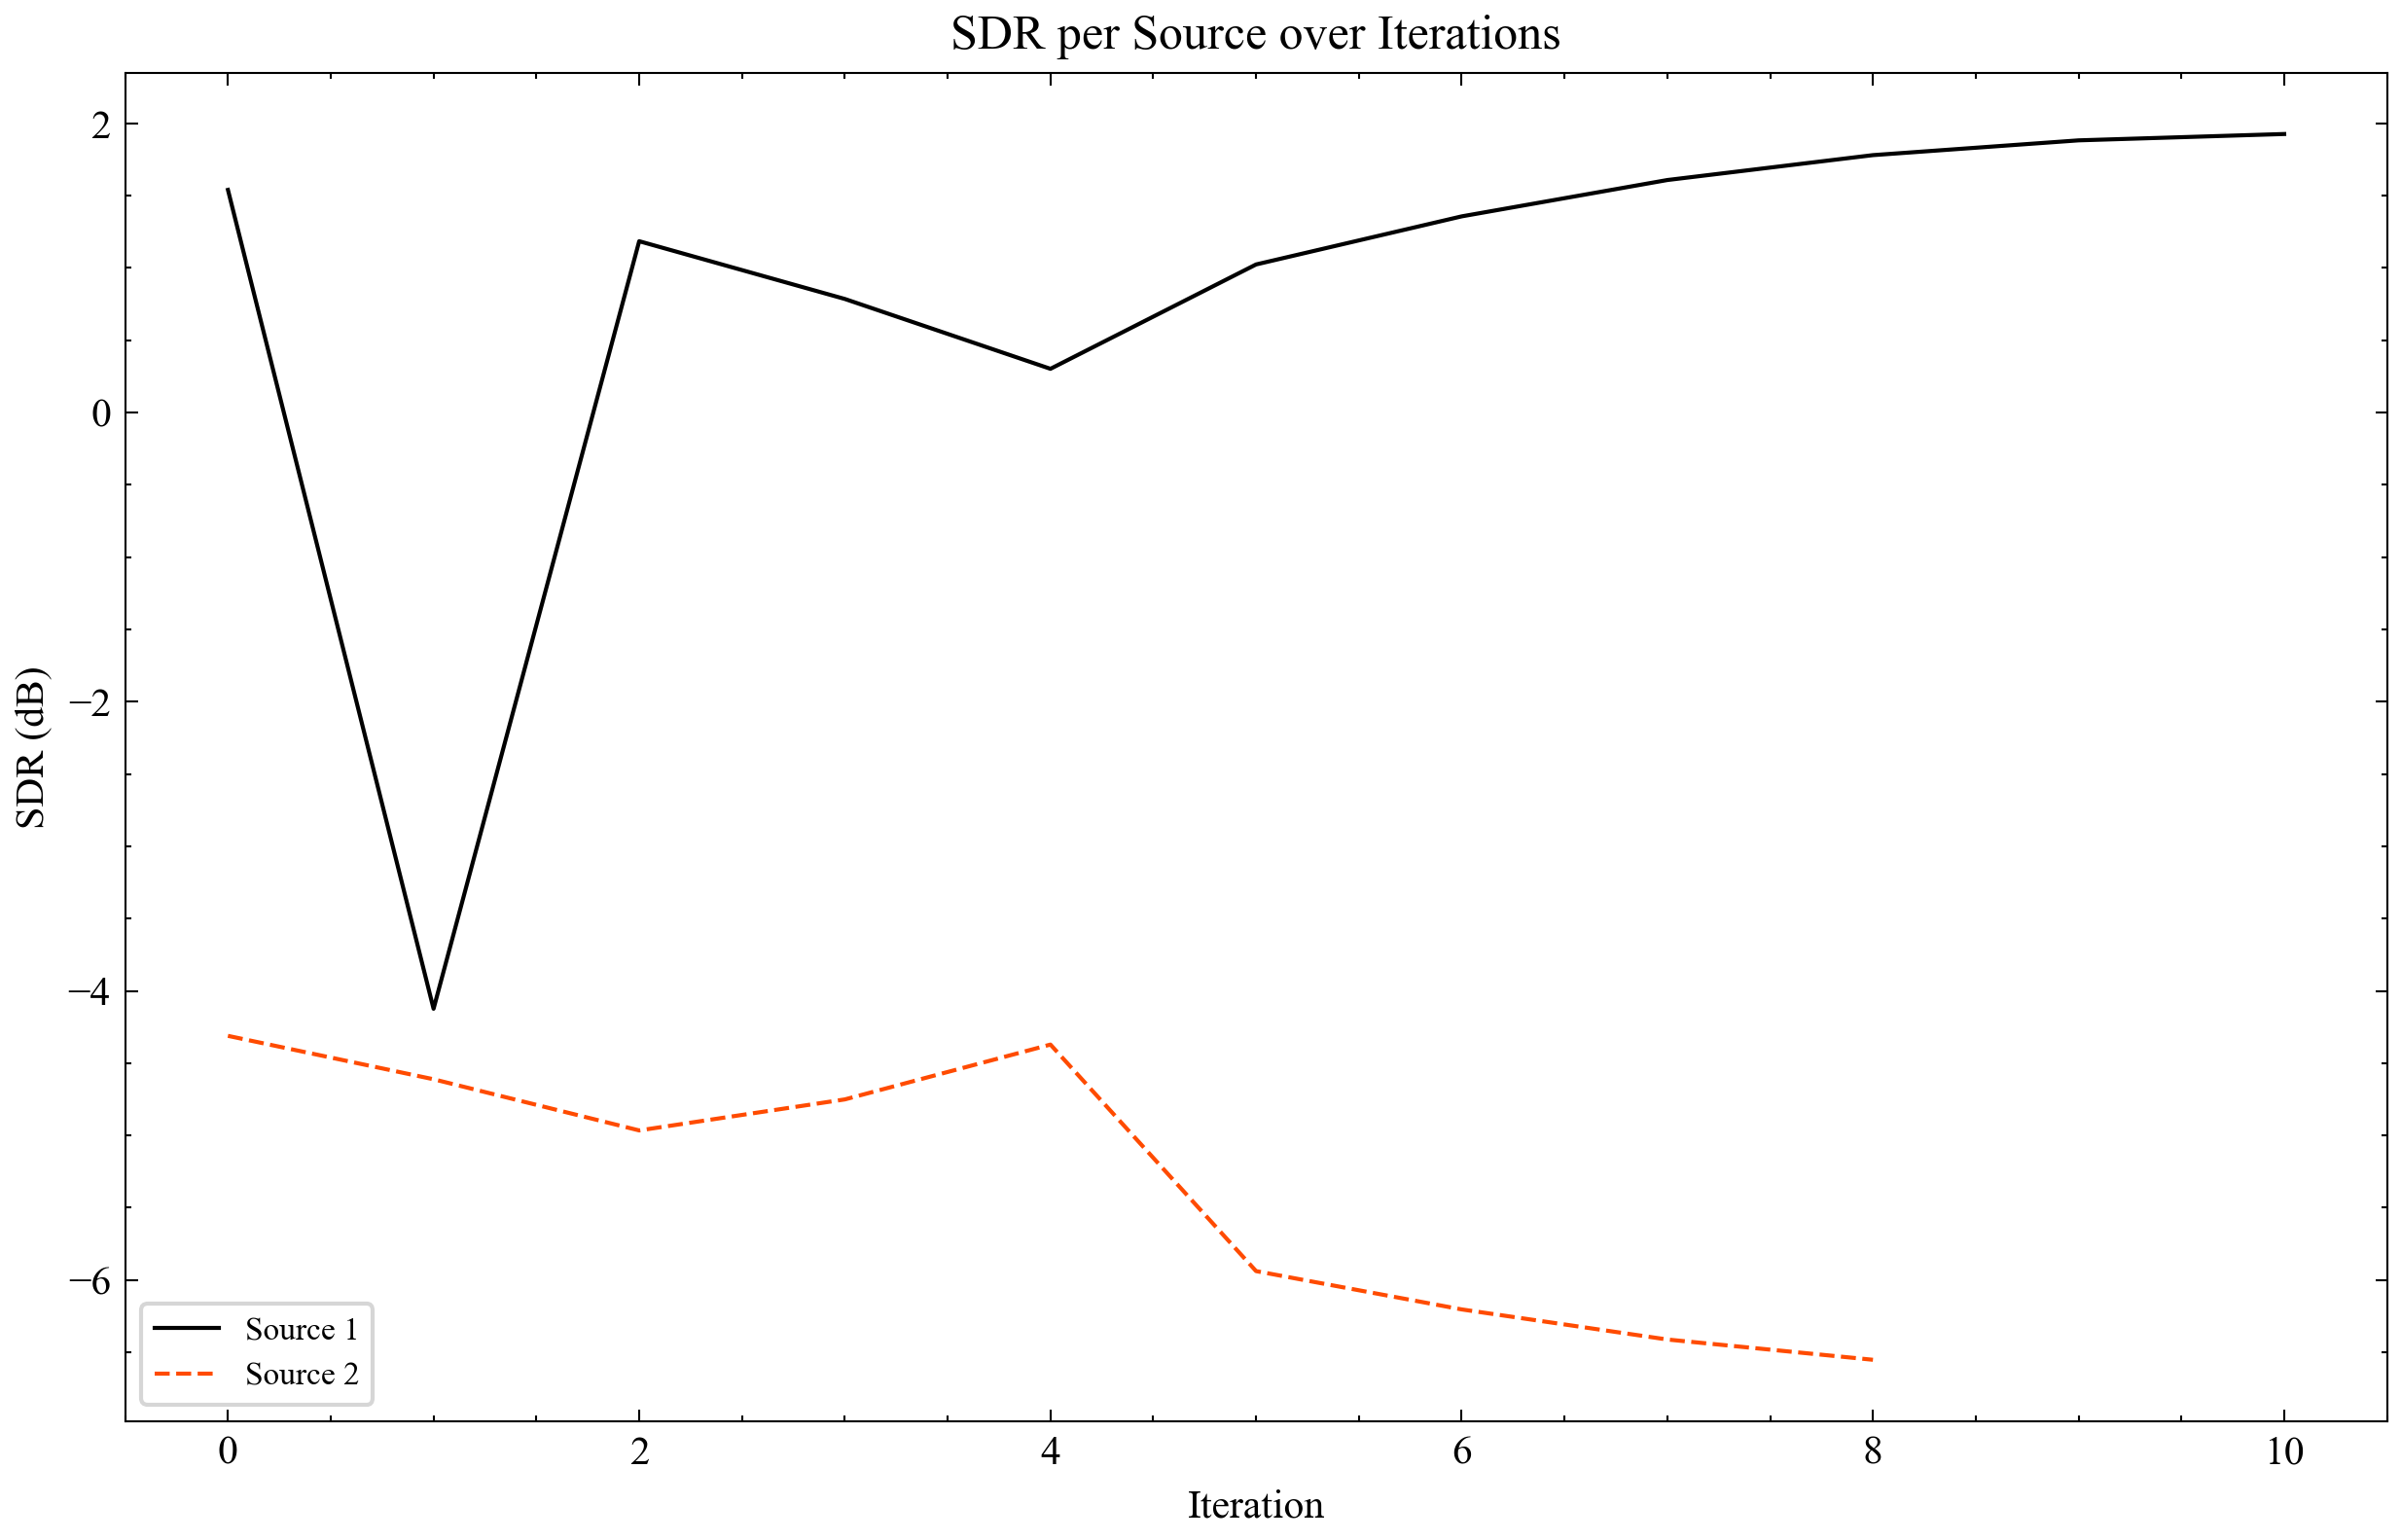 SDR per Source over Iterations
SDR (dB)
2
0
−2
−4
−6
Source 1
Source 2
0 2 4 6 8 10
Iteration